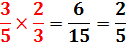 3/5 × 2/3 = 6/15 = 2/5